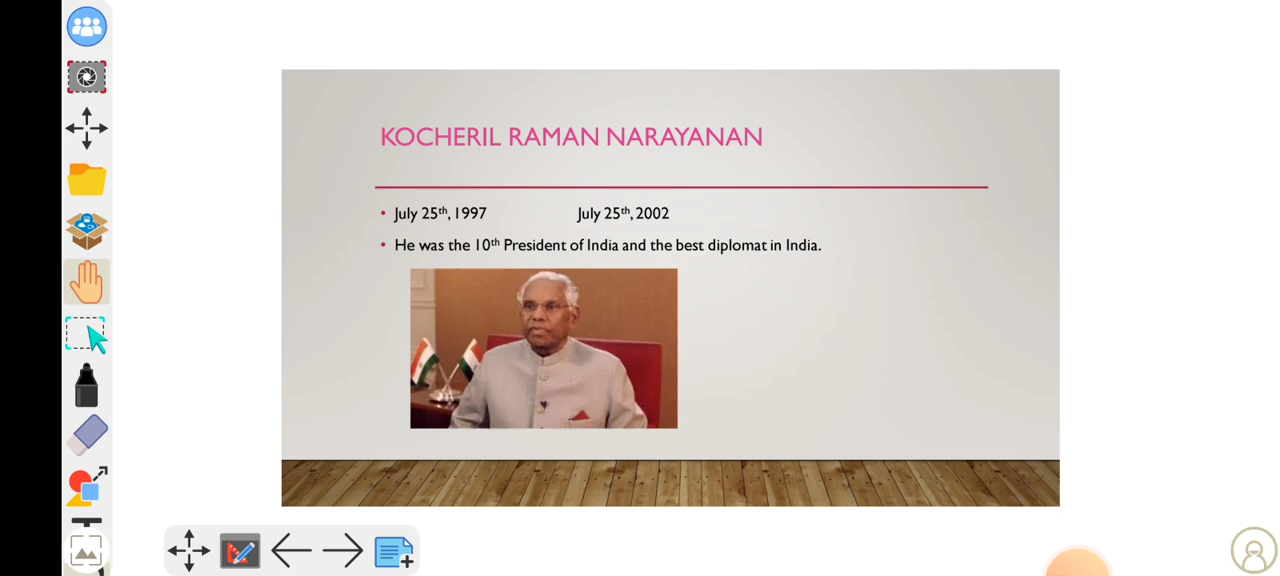 KOCHERIL RAMAN NARAYANAN
• July 25th, 1997 July 25th, 2002
• He was the 10th President of India and the best diplomat in India.